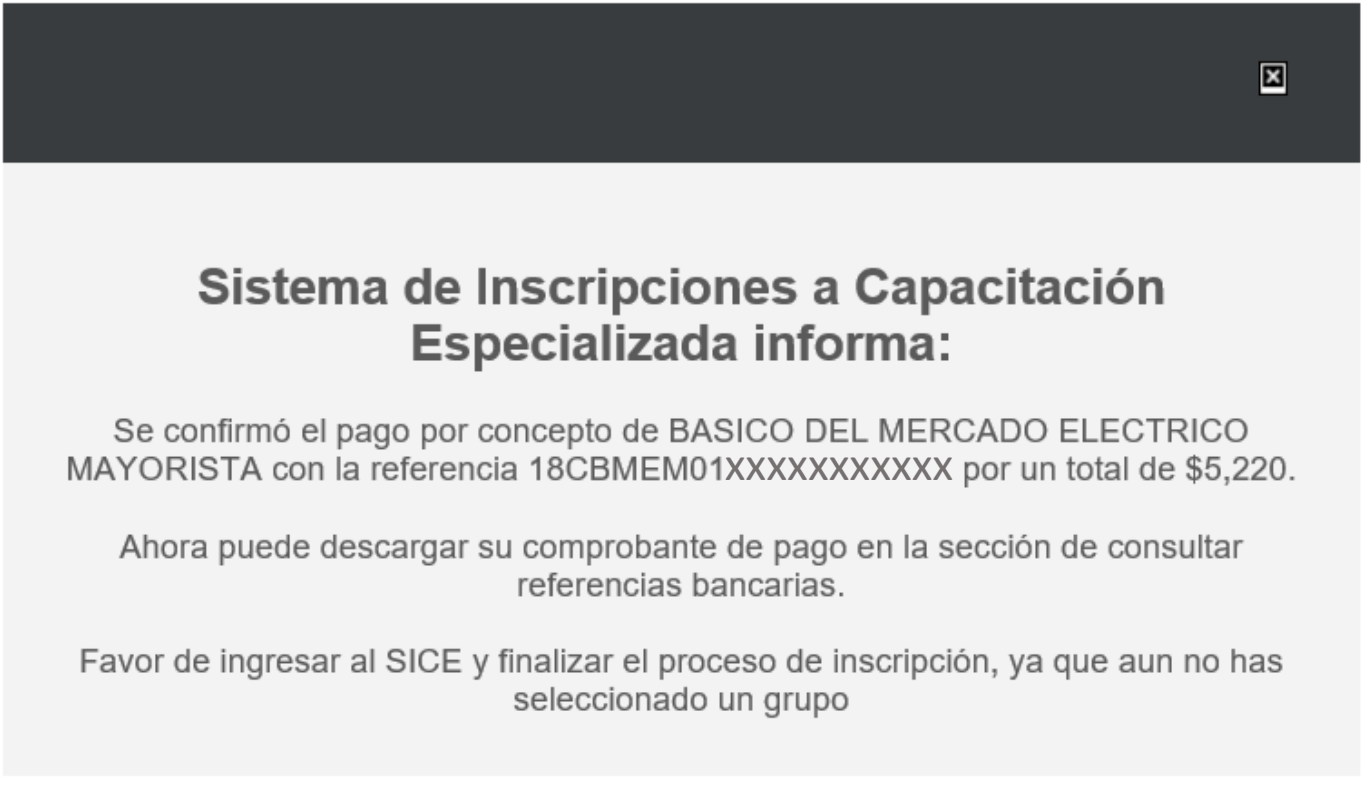 Sistema de Inscripciones a Capacitación
Especializada informa:
Se confirmó el pago por concepto de BASICO DEL MERCADO ELECTRICO
MAYORISTA con la referencia 18CBMEM01XXXXXXXXXXX por un total de $5,220.
Ahora puede descargar su comprobante de pago en la sección de consultar
referencias bancarias.
Favor de ingresar al SICE y finalizar el proceso de inscripción, ya que aun no has
seleccionado un grupo